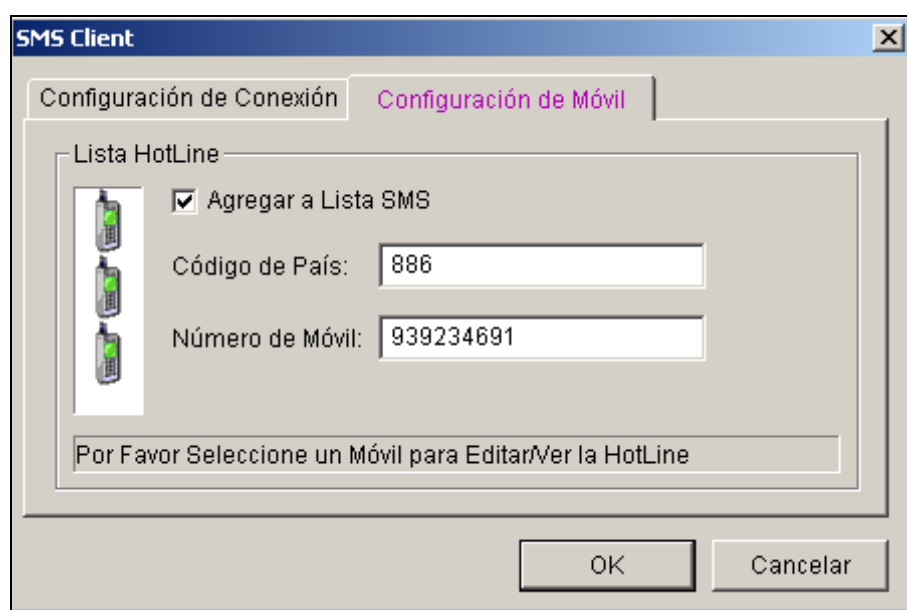 SMS Client
Configuración de Conexión
Configuración de Móvil
Lista HotLine
Agregar a Lista SMS
Código de País:
886
Número de Móvil:
939234691
Por Favor Seleccione un Móvil para Editar/Ver la HotLine
OK
Cancelar